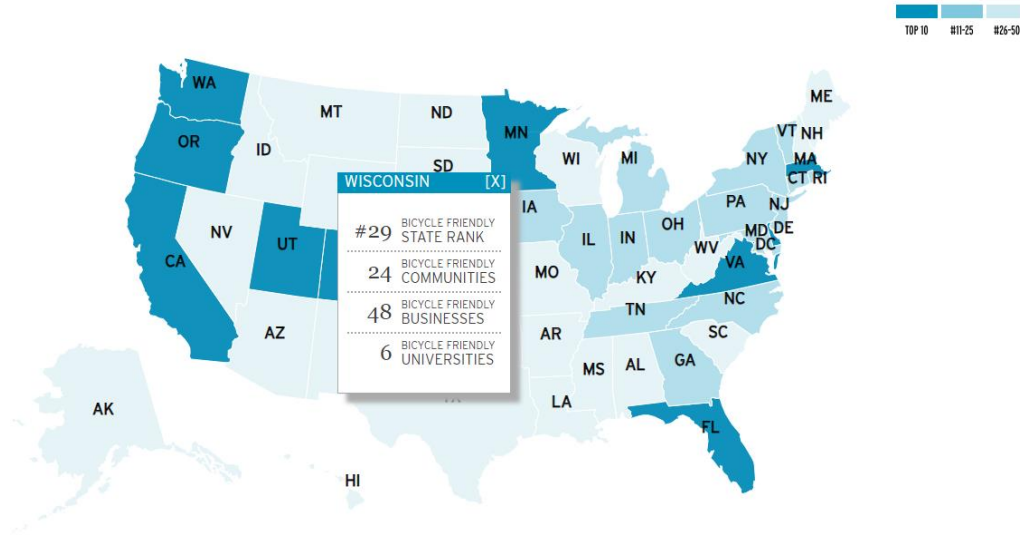 TOP 10 #11-25 #26-50
WA
MT
ND
MN
ME
OR
ID
SD
WI
MI
NY
VT NH
MA
CT RI
WISCONSIN [X]
#29 BICYCLE FRIENDLY
STATE RANK
24 BICYCLE FRIENDLY
COMMUNITIES
48 BICYCLE FRIENDLY
BUSINESSES
6 BICYCLE FRIENDLY
UNIVERSITIES
IA
PA
NJ
NV
UT
IL
IN
OH
MD DE
DC
CA
MO
KY
WV
VA
TN
NC
AZ
AR
SC
MS
AL
GA
LA
AK
FL
HI